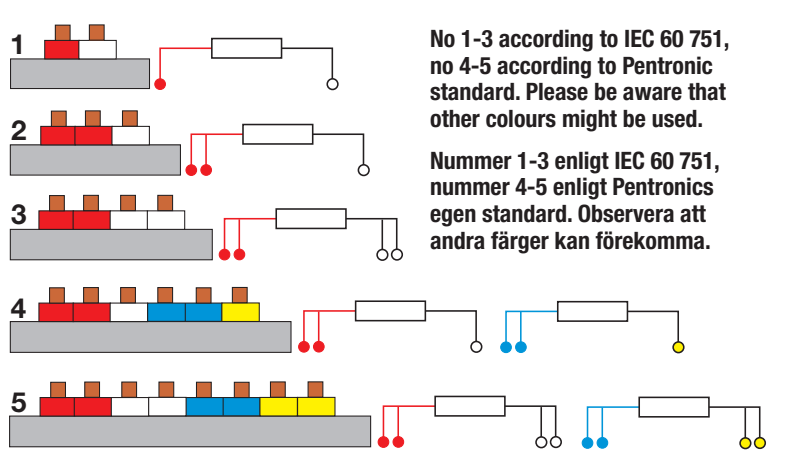 1
No 1-3 according to IEC 60 751,
no 4-5 according to Pentronic
standard. Please be aware that
other colours might be used.
2
Nummer 1-3 enligt IEC 60 751,
nummer 4-5 enligt Pentronics
egen standard. Observera att
andra färger kan förekomma.
3
4
5